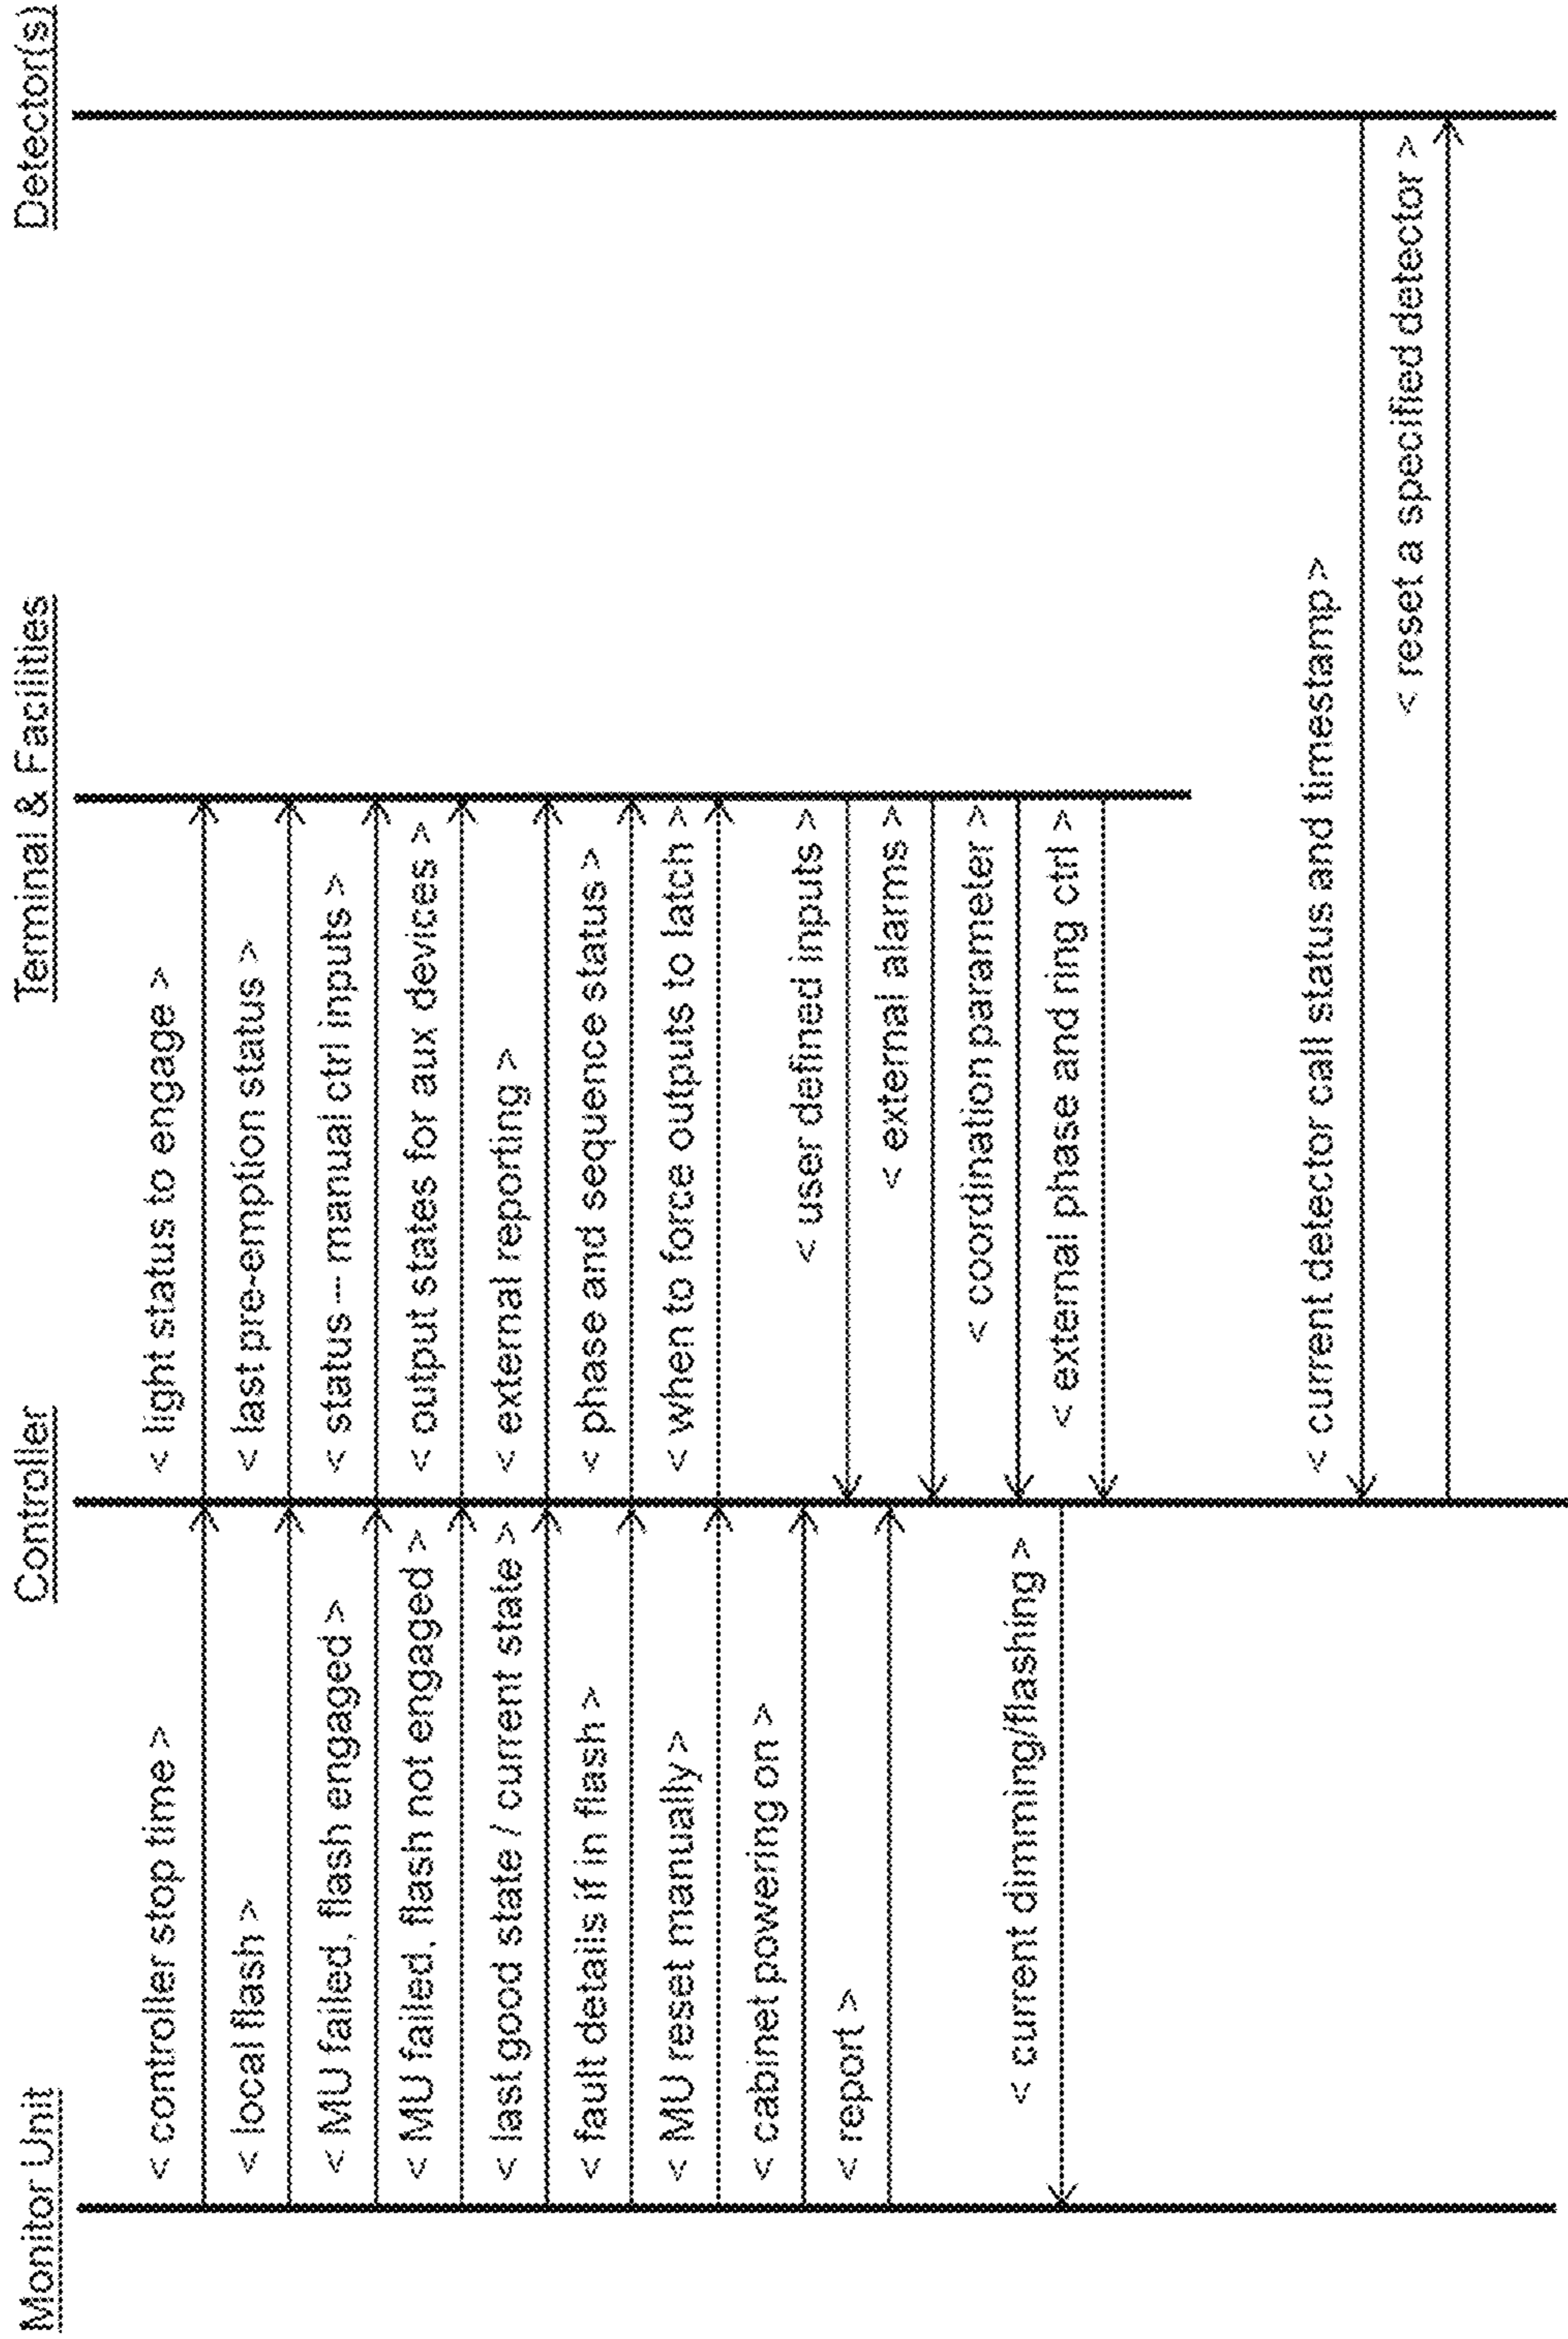 Monitor Unit
Controller
Terminal & Facilities
Detector(s)
< controller stop time >
< local flash >
< MU failed, flash engaged >
< MU failed, flash not engaged >
< last good state / current state >
< fault details if in flash >
< MU reset manually >
< cabinet powering on >
< report >
< current dimming/flashing >
< light status to engage >
< last pre-emption status >
< status -- manual ctrl inputs >
< output states for aux devices >
< external reporting >
< phase and sequence status >
< when to force outputs to latch >
< user defined inputs >
< external alarms >
< coordination parameter >
< external phase and ring ctrl >
< current detector call status and timestamp >
< reset a specified detector >